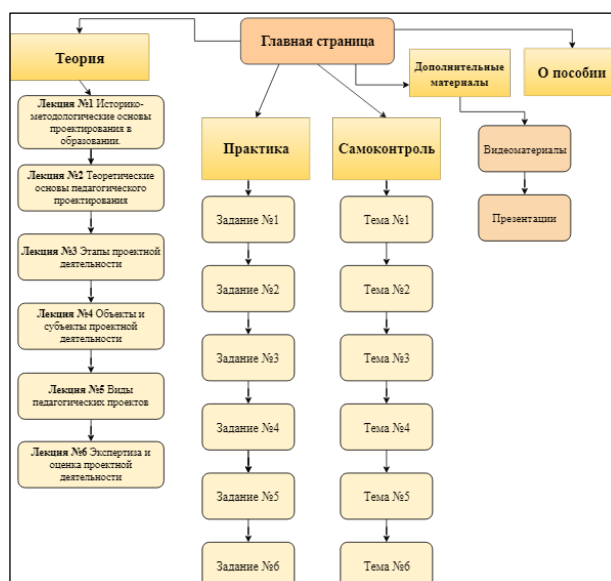 Главная страница
Теория
Дополнительные
материалы
О пособии
Лекция №1 Историко-
методологические основы
проектирования в
образовании.
Лекция №2 Теоретические
основы педагогического
проектирования
Лекция №3 Этапы проектной
деятельности
Лекция №4 Объекты и
субъекты проектной
деятельности
Лекция №5 Виды
педагогических проектов
Лекция №6 Экспертиза и
оценка проектной
деятельности
Практика
Задание №1
Задание №2
Задание №3
Задание №4
Задание №5
Задание №6
Самоконтроль
Тема №1
Тема №2
Тема №3
Тема №4
Тема №5
Тема №6
Видеоматериалы
Презентации